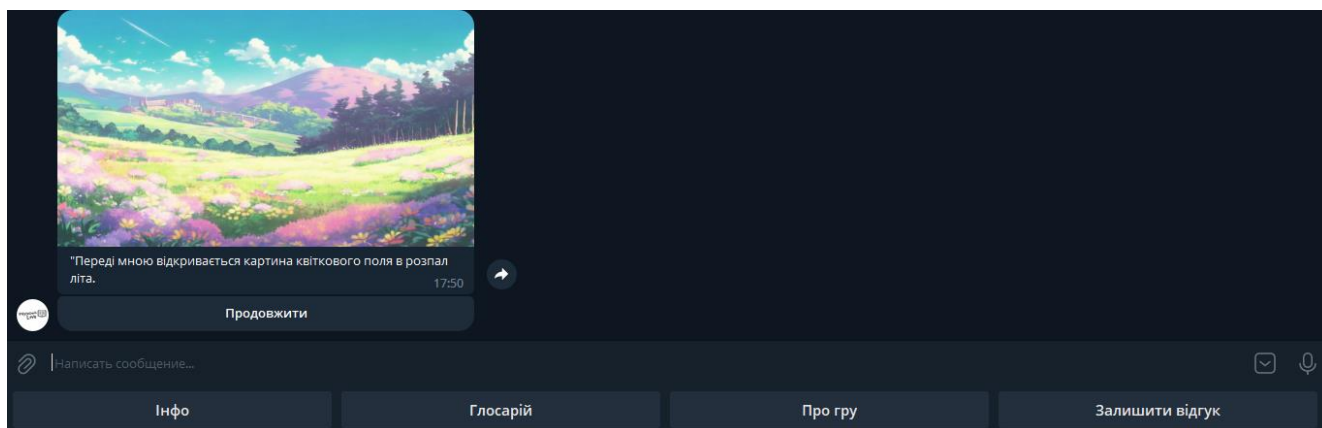 "Переді мною відкривається картина квіткового поля в розпал
літа.
17:50
Продовжити
Написать сообщение...
Інфо
Глосарій
Про гру
Залишити відгук